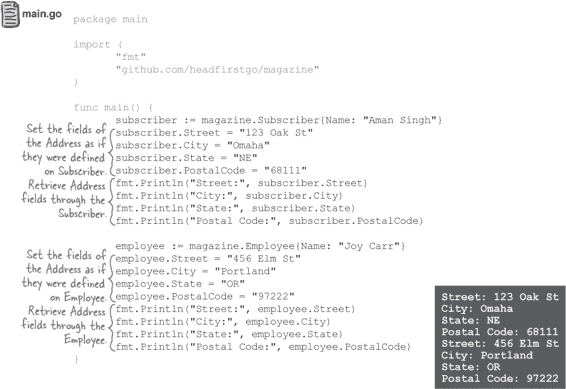 main.go
package main
import (
"fmt"
"github.com/headfirstgo/magazine"
)
func main() {
subscriber := magazine.Subscriber{Name: "Aman Singh"}
subscriber.Street = "123 Oak St"
subscriber.City = "Omaha"
subscriber.State = "NE"
subscriber.PostalCode = "68111"
fmt.Println("Street:", subscriber.Street)
fmt.Println("City:", subscriber.City)
fmt.Println("State:", subscriber.State)
fmt.Println("Postal Code:", subscriber.PostalCode)
Set the fields of
the Address as if
they were defined
on Subscriber.
Retrieve Address
fields through the
Subscriber.
employee := magazine.Employee{Name: "Joy Carr"}
employee.Street = "456 Elm St"
employee.City = "Portland"
employee.State = "OR"
employee.PostalCode = "97222"
fmt.Println("Street:", employee.Street)
fmt.Println("City:", employee.City)
fmt.Println("State:", employee.State)
fmt.Println("Postal Code:", employee.PostalCode)
}
Set the fields of
the Address as if
they were defined
on Employee.
Retrieve Address
fields through the
Employee.
Street: 123 Oak St
City: Omaha
State: NE
Postal Code: 68111
Street: 456 Elm St
City: Portland
State: OR
Postal Code: 97222